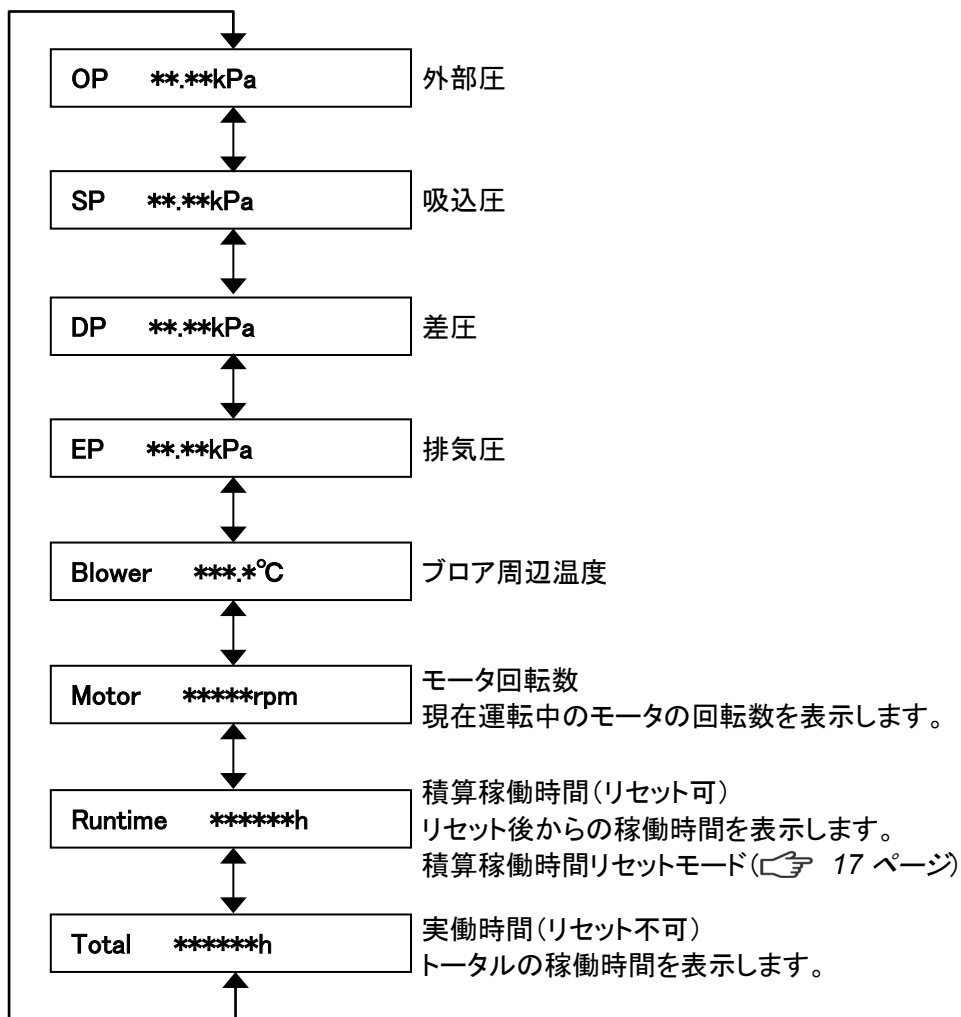 OP **.**kPa
外部圧
SP **.**kPa
吸込圧
DP **.**kPa
差圧
EP **.**kPa
排気圧
Blower ***.*℃
ブロア周辺温度
Motor *****rpm
モータ回転数
現在運転中のモータの回転数を表示します。
Runtime ******h
積算稼働時間(リセット可)
リセット後からの稼働時間を表示します。
積算稼働時間リセットモード(☞ 17 ページ)
Total ******h
実働時間(リセット不可)
トータルの稼働時間を表示します。